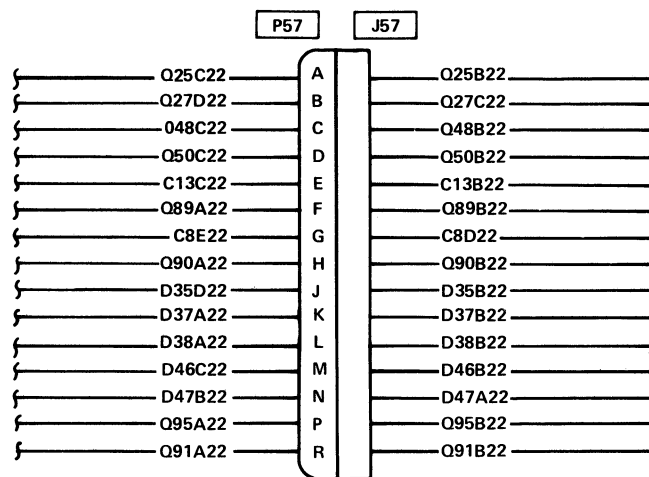 P57 J57
Q25C22 A Q25B22
Q27D22 B Q27C22
048C22 C Q48B22
Q50C22 D Q50B22
C13C22 E C13B22
Q89A22 F Q89B22
C8E22 G C8D22
Q90A22 H Q90B22
D35D22 J D35B22
D37A22 K D37B22
D38A22 L D38B22
D46C22 M D46B22
D47B22 N D47A22
Q95A22 P Q95B22
Q91A22 R Q91B22